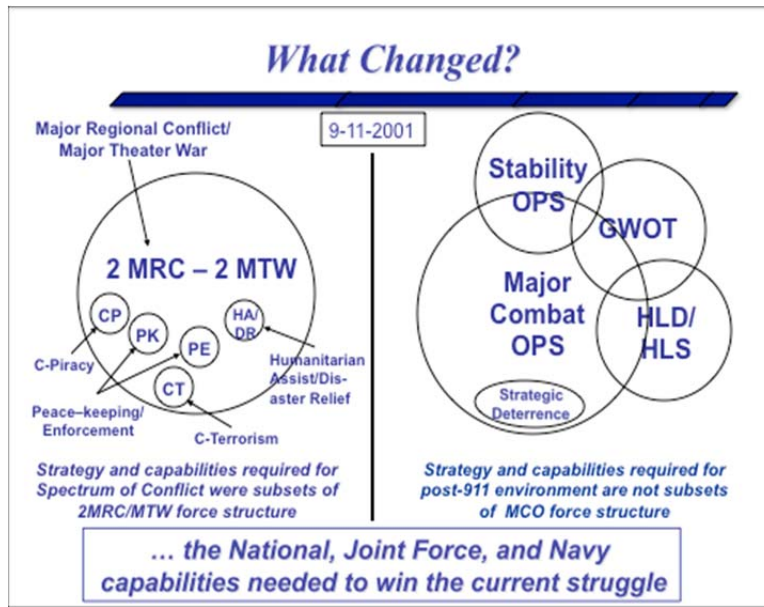 What Changed?
9-11-2001
Major Regional Conflict/
Major Theater War
2 MRC – 2 MTW
CP
PK
PE
HA/
DR
CT
C-Piracy
Peace–keeping/
Enforcement
C-Terrorism
Humanitarian
Assist/Dis-
aster Relief
Strategy and capabilities required for
Spectrum of Conflict were subsets of
2MRC/MTW force structure
Stability
OPS
GWOT
Major
Combat
OPS
HLD/
HLS
Strategic
Deterrence
Strategy and capabilities required for
post-911 environment are not subsets
of MCO force structure
... the National, Joint Force, and Navy
capabilities needed to win the current struggle